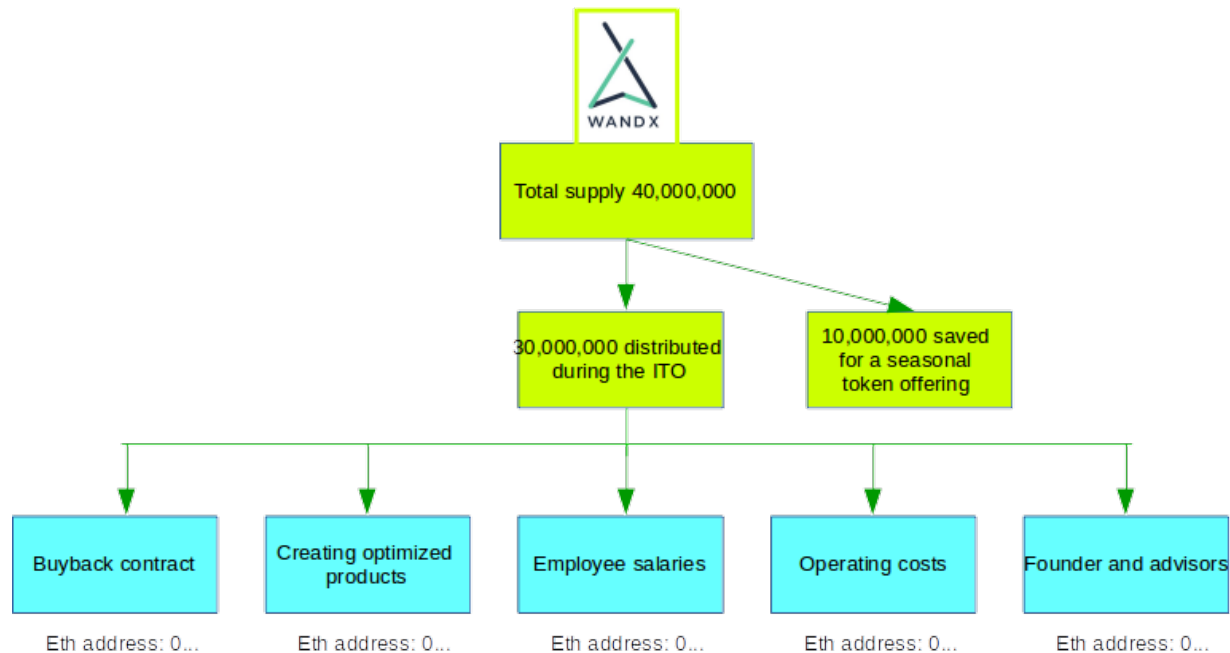 WANDX
Total supply 40,000,000
30,000,000 distributed
during the ITO
10,000,000 saved
for a seasonal
token offering
Buyback contract
Creating optimized
products
Employee salaries
Operating costs
Founder and advisors
Eth address: 0...
Eth address: 0...
Eth address: 0...
Eth address: 0...
Eth address: 0...